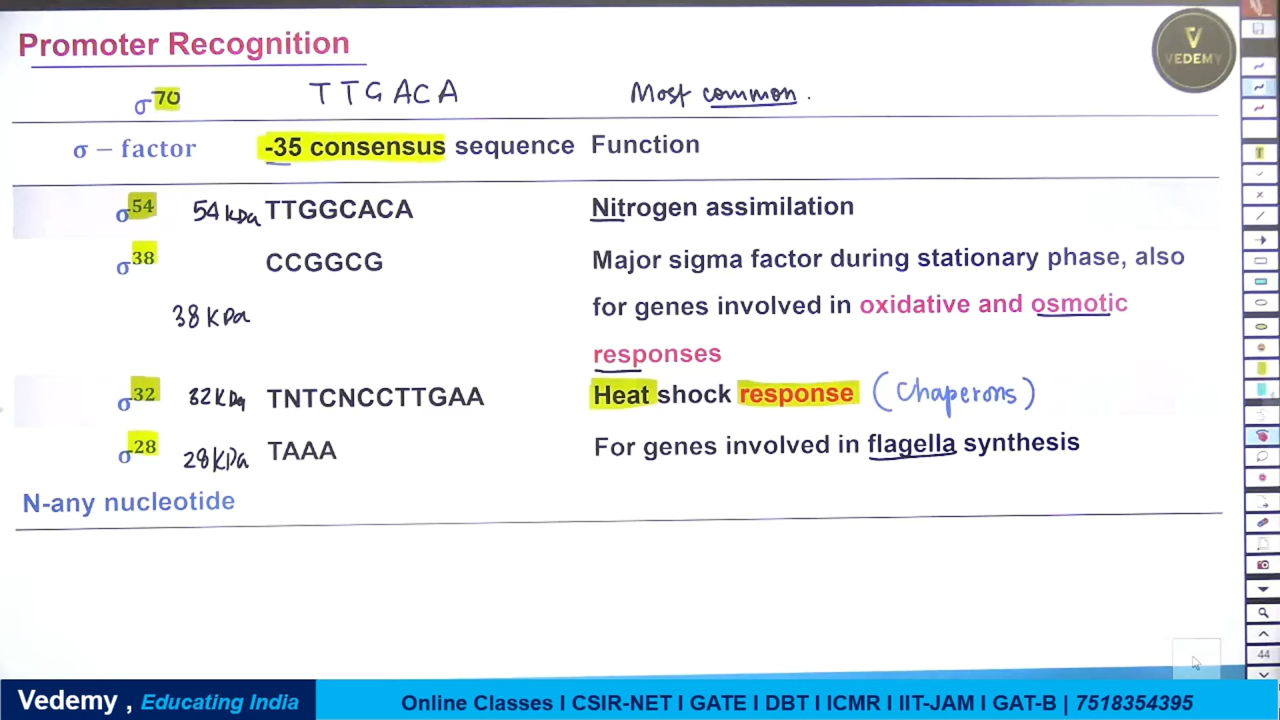 Promoter Recognition
VEDEMY
σ70 TTGACA Most common.
σ – factor -35 consensus sequence Function
σ54 54 kDa TTGGCACA Nitrogen assimilation
σ38 CCGGCG Major sigma factor during stationary phase, also
38 KDa for genes involved in oxidative and osmotic
responses
σ32 32 KDa TNTCNCCTTGAA Heat shock response (Chaperons)
σ28 28 KDa TAAA For genes involved in flagella synthesis
N-any nucleotide
44
Vedemy , Educating India Online Classes I CSIR-NET I GATE I DBT I ICMR I IIT-JAM I GAT-B | 7518354395